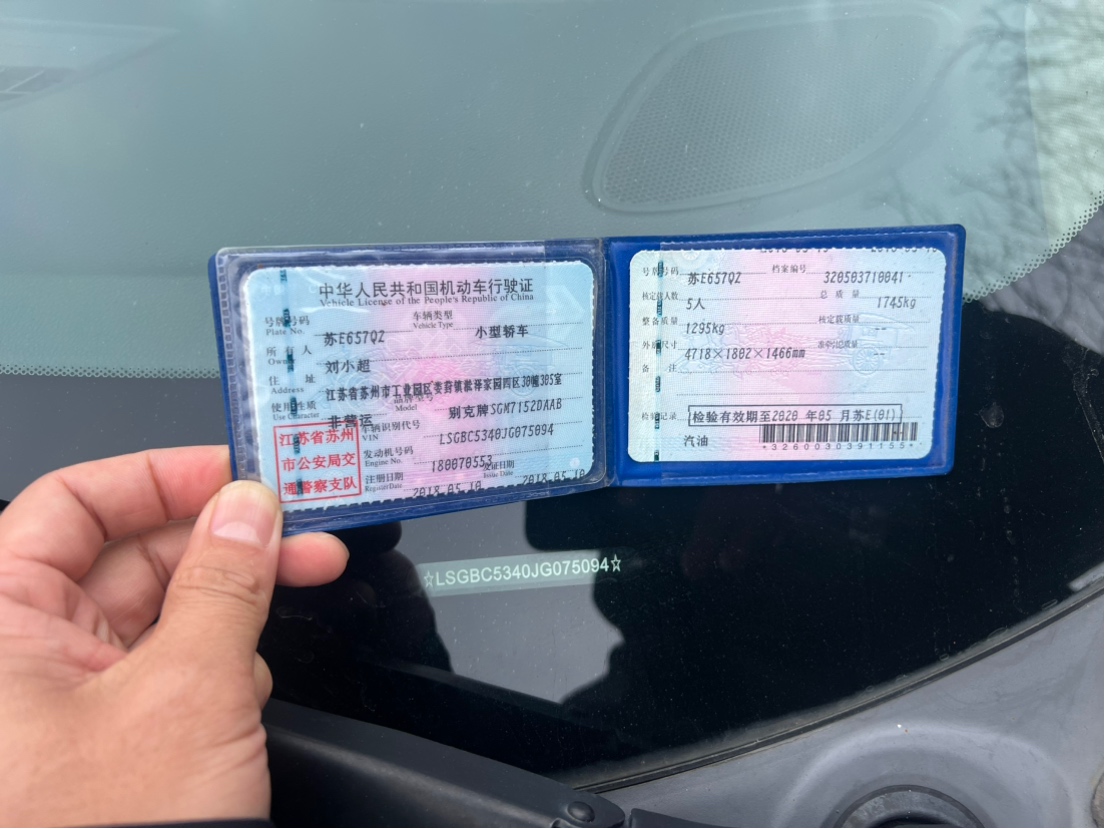 中华人民共和国机动车行驶证
Vehicle License of the People's Republic of China
号牌号码 苏E657QZ 车辆类型 小型轿车
Plate No. Vehicle Type
所有人 刘小超
Owner
住址 江苏省苏州市工业园区娄葑镇 家园四区30幢305室
Address
使用性质 非营运 品牌型号 别克牌SGM7152DAAB
Use Character Model
车辆识别代号 LSGBC5340JG075094
VIN
发动机号码 180070553
Engine No.
注册日期 2018-05-10 发证日期 2018-05-10
Register Date Issue Date
江苏省苏州
市公安局交
通警察支队
号牌号码 苏E657QZ 档案编号 320503710041
核定载人数 5人 总质量 1745kg
整备质量 1295kg 核定载质量 --
外廓尺寸 4718×1802×1466mm 准牵引总质量 --
备注
检验记录 检验有效期至2020 年05 月苏E(01)
汽油 *3260030391155*
☆LSGBC5340JG075094☆